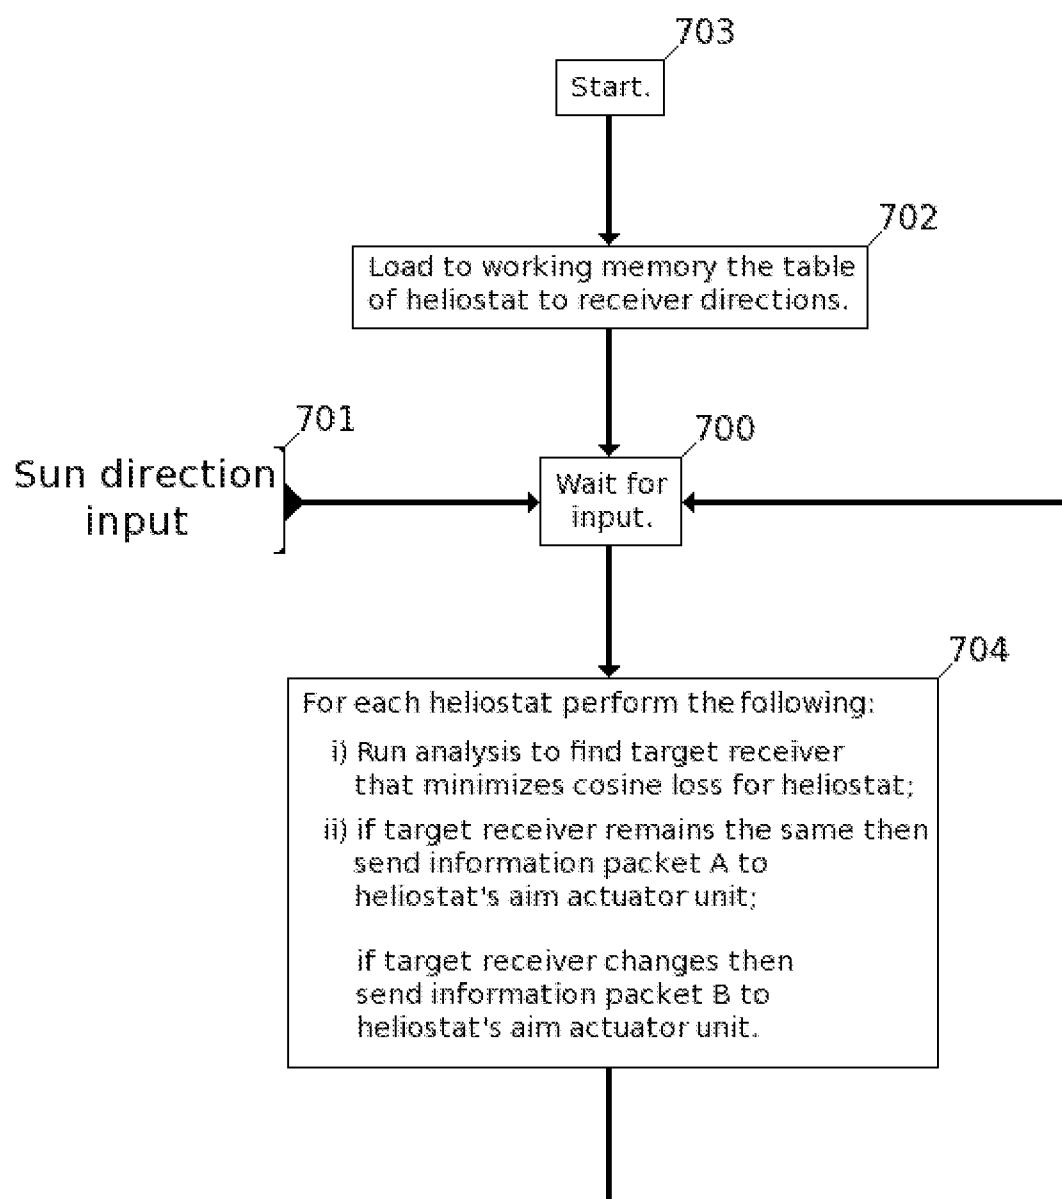 703
Start.
702
Load to working memory the table
of heliostat to receiver directions.
701
700
Sun direction
input
Wait for
input.
704
For each heliostat perform the following:
i) Run analysis to find target receiver
that minimizes cosine loss for heliostat;
ii) if target receiver remains the same then
send information packet A to
heliostat's aim actuator unit;
if target receiver changes then
send information packet B to
heliostat's aim actuator unit.